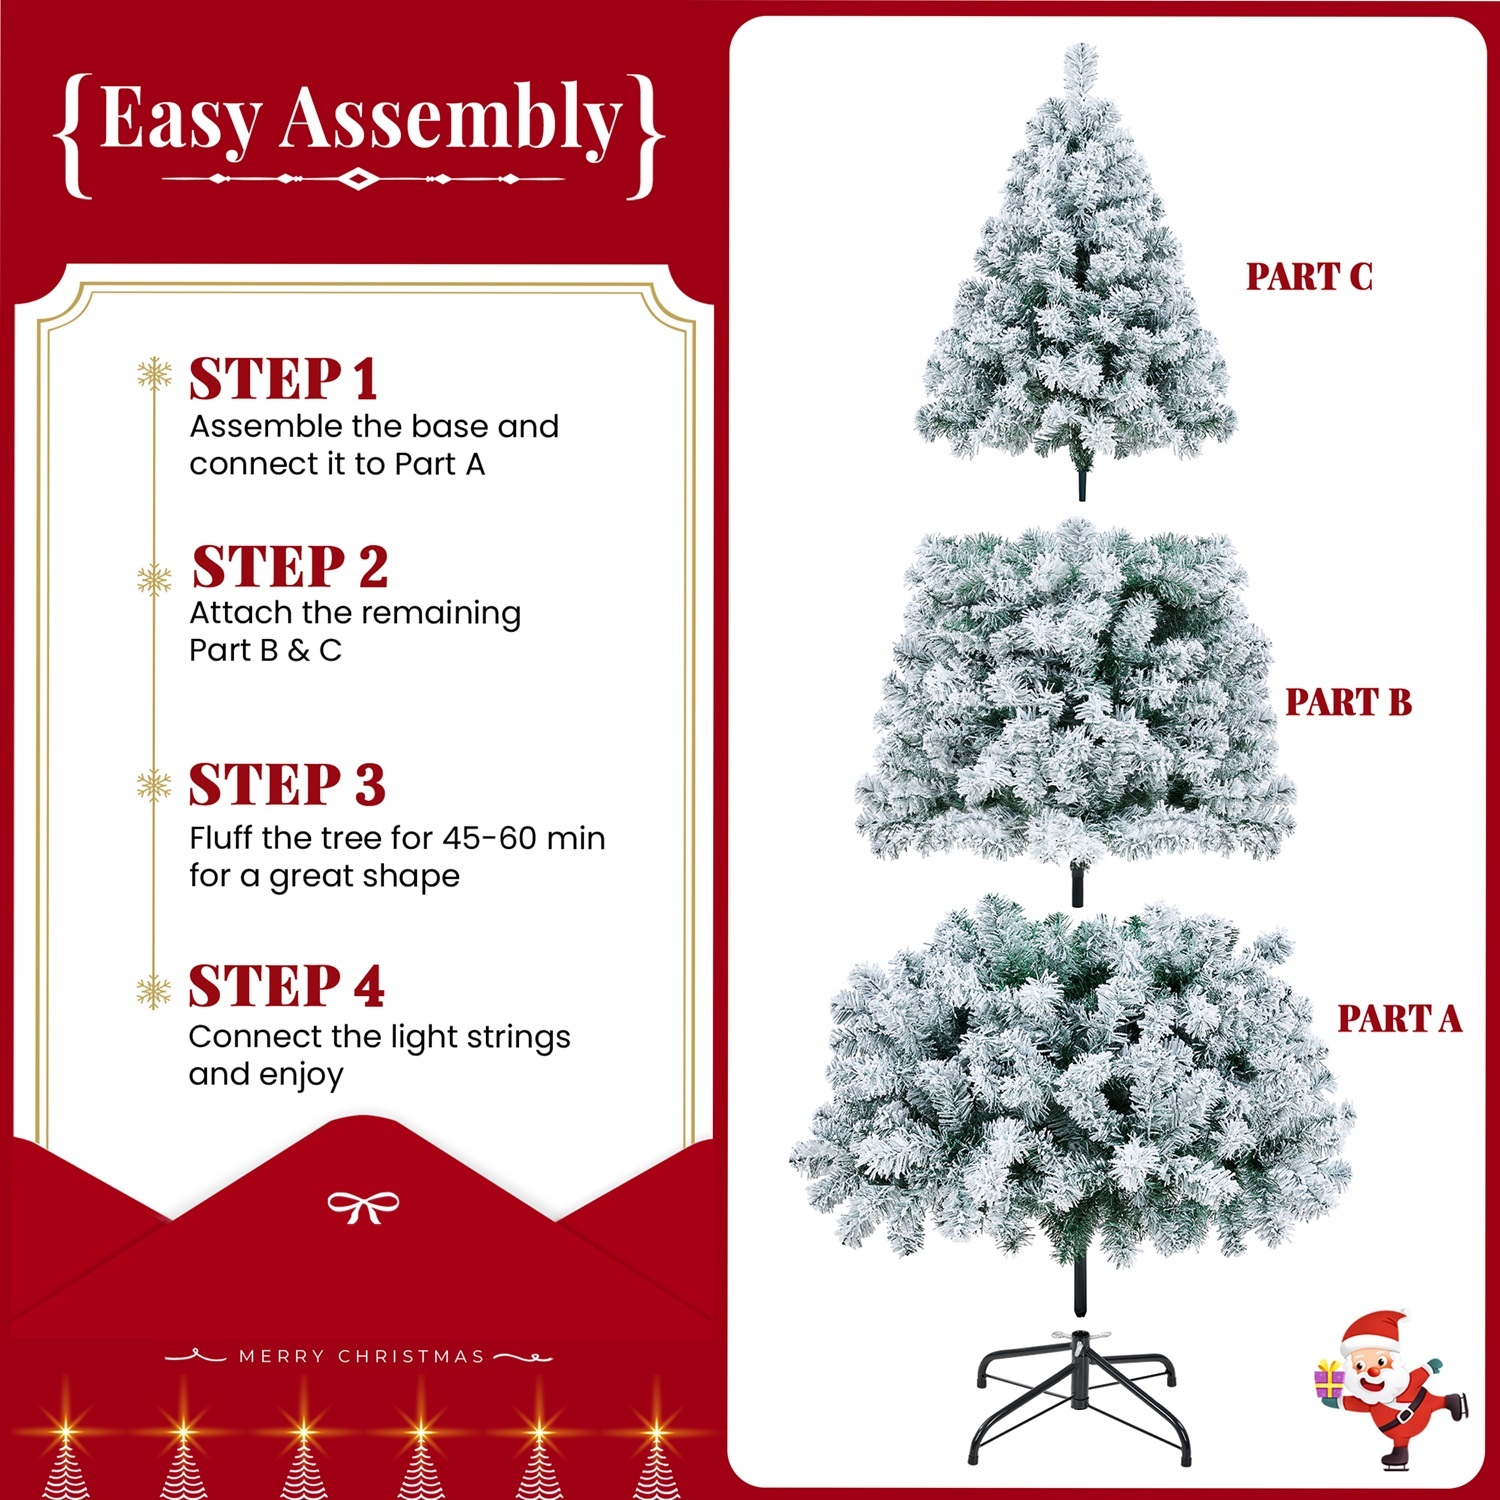 {Easy Assembly}
STEP 1
Assemble the base and
connect it to Part A
STEP 2
Attach the remaining
Part B & C
STEP 3
Fluff the tree for 45-60 min
for a great shape
STEP 4
Connect the light strings
and enjoy
MERRY CHRISTMAS
PART C
PART B
PART A